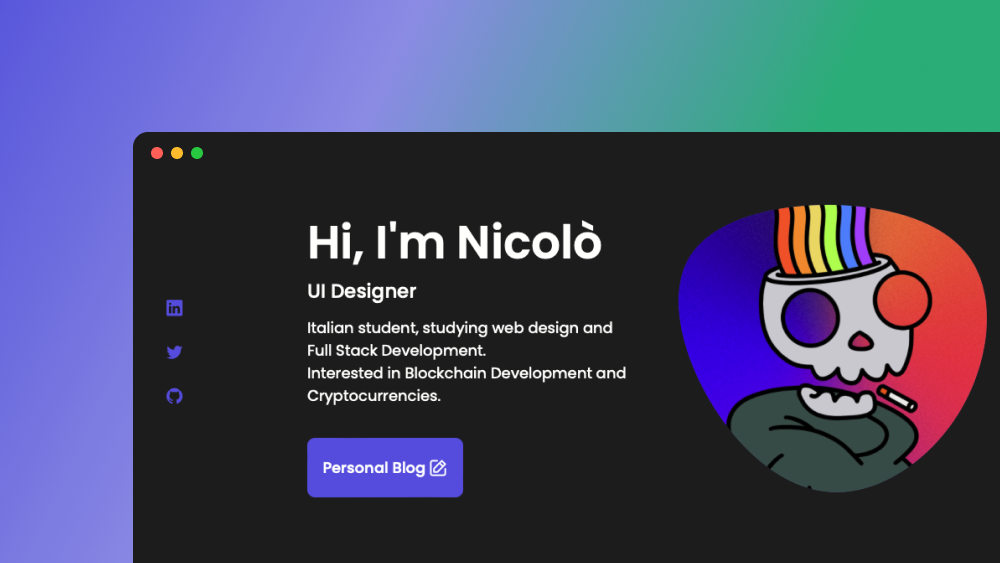 Hi, I'm Nicolò
UI Designer
Italian student, studying web design and
Full Stack Development.
Interested in Blockchain Development and
Cryptocurrencies.
Personal Blog